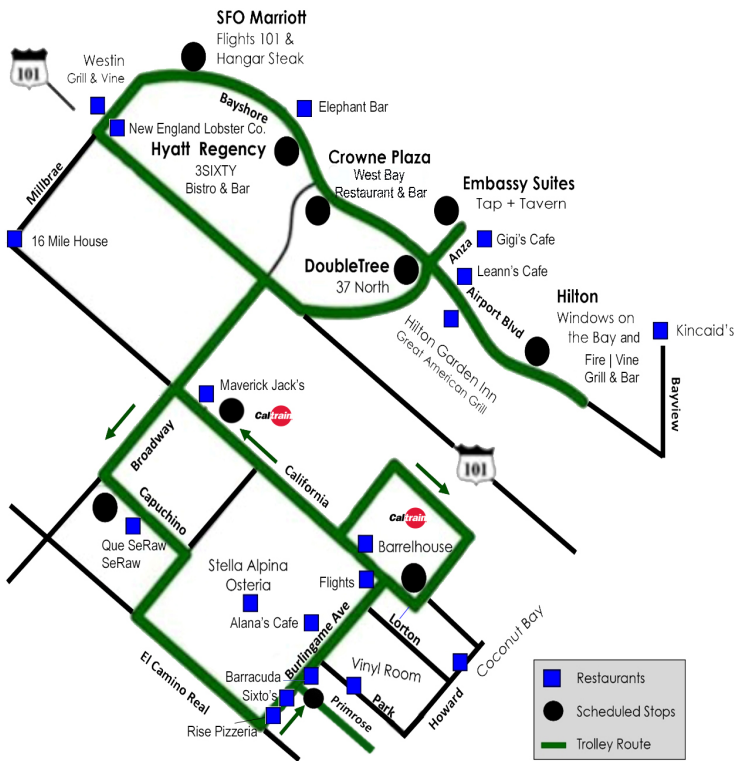 SFO Marriott
Flights 101 &
Hangar Steak
Westin
Grill & Vine
101
Bayshore
Elephant Bar
New England Lobster Co.
Hyatt Regency
3SIXTY
Bistro & Bar
Crowne Plaza
West Bay
Restaurant & Bar
Embassy Suites
Tap + Tavern
Millbrae
16 Mile House
Anza
Gigi's Cafe
DoubleTree
37 North
Leann's Cafe
Airport Blvd
Hilton
Windows on
the Bay and
Fire | Vine
Grill & Bar
Kincaid's
Hilton Garden Inn
Great American Grill
Bayview
Maverick Jack's
Caltrain
Broadway
California
101
Capuchino
Caltrain
Que SeRaw
SeRaw
Barrelhouse
Stella Alpina
Osteria
Flights
Alana's Cafe
Burlingame Ave
Lorton
Coconut Bay
El Camino Real
Barracuda
Vinyl Room
Sixto's
Park
Howard
Primrose
Rise Pizzeria
Restaurants
Scheduled Stops
Trolley Route